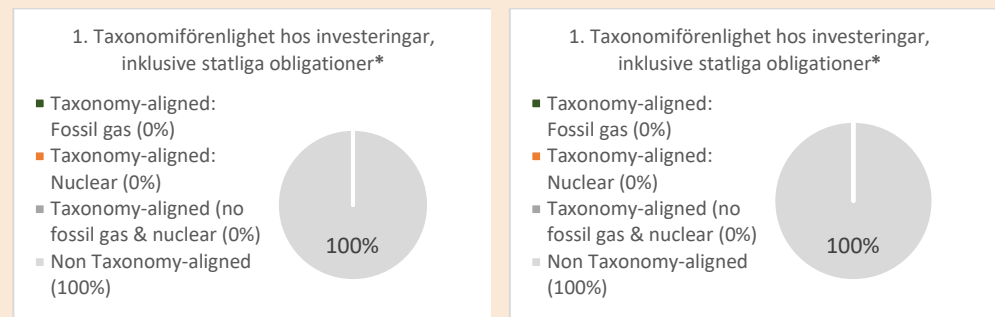 1. Taxonomiförenlighet hos investeringar,
inklusive statliga obligationer*
Taxonomy-aligned:
Fossil gas (0%)
Taxonomy-aligned:
Nuclear (0%)
Taxonomy-aligned (no
fossil gas & nuclear (0%)
Non Taxonomy-aligned
(100%)
100%
1. Taxonomiförenlighet hos investeringar,
inklusive statliga obligationer*
Taxonomy-aligned:
Fossil gas (0%)
Taxonomy-aligned:
Nuclear (0%)
Taxonomy-aligned (no
fossil gas & nuclear (0%)
Non Taxonomy-aligned
(100%)
100%